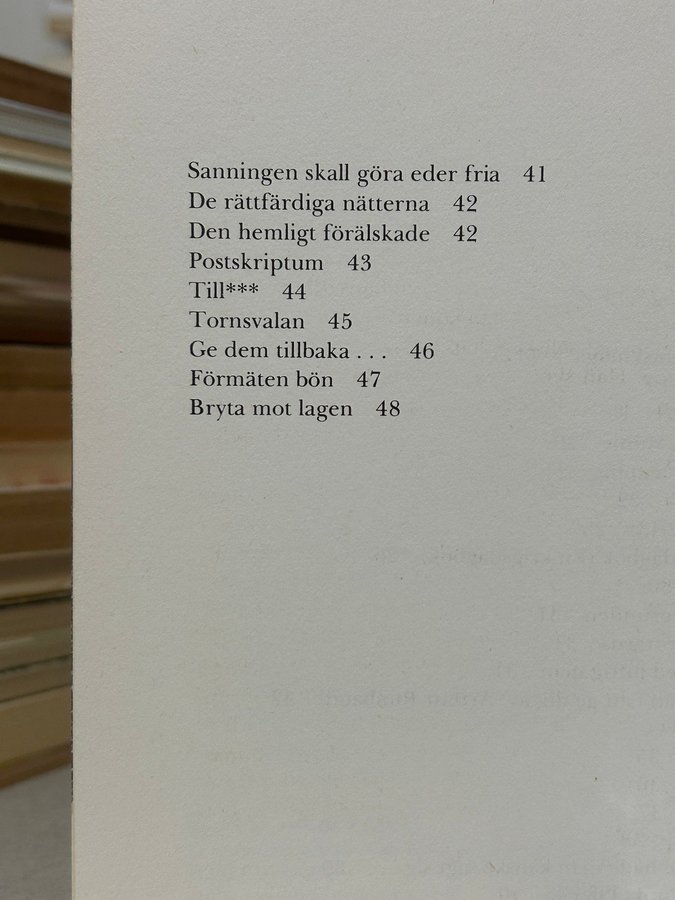 Sanningen skall göra eder fria 41
De rättfärdiga nätterna 42
Den hemligt förälskade 42
Postskriptum 43
Till*** 44
Tornsvalan 45
Ge dem tillbaka . . . 46
Förmäten bön 47
Bryta mot lagen 48